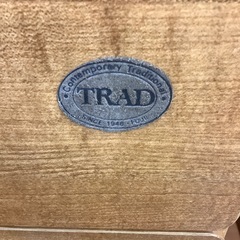 Contemporary Traditional
TRAD
SINCE 1946